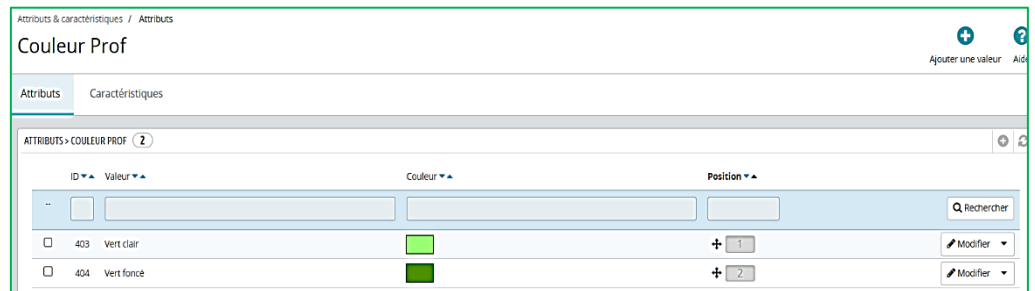 Attributs & caractéristiques / Attributs
Couleur Prof
Ajouter une valeur Aide
Attributs Caractéristiques
ATTRIBUTS > COULEUR PROF 2
ID Valeur Couleur Position
-- Rechercher
403 Vert clair 1 Modifier
404 Vert foncé 2 Modifier